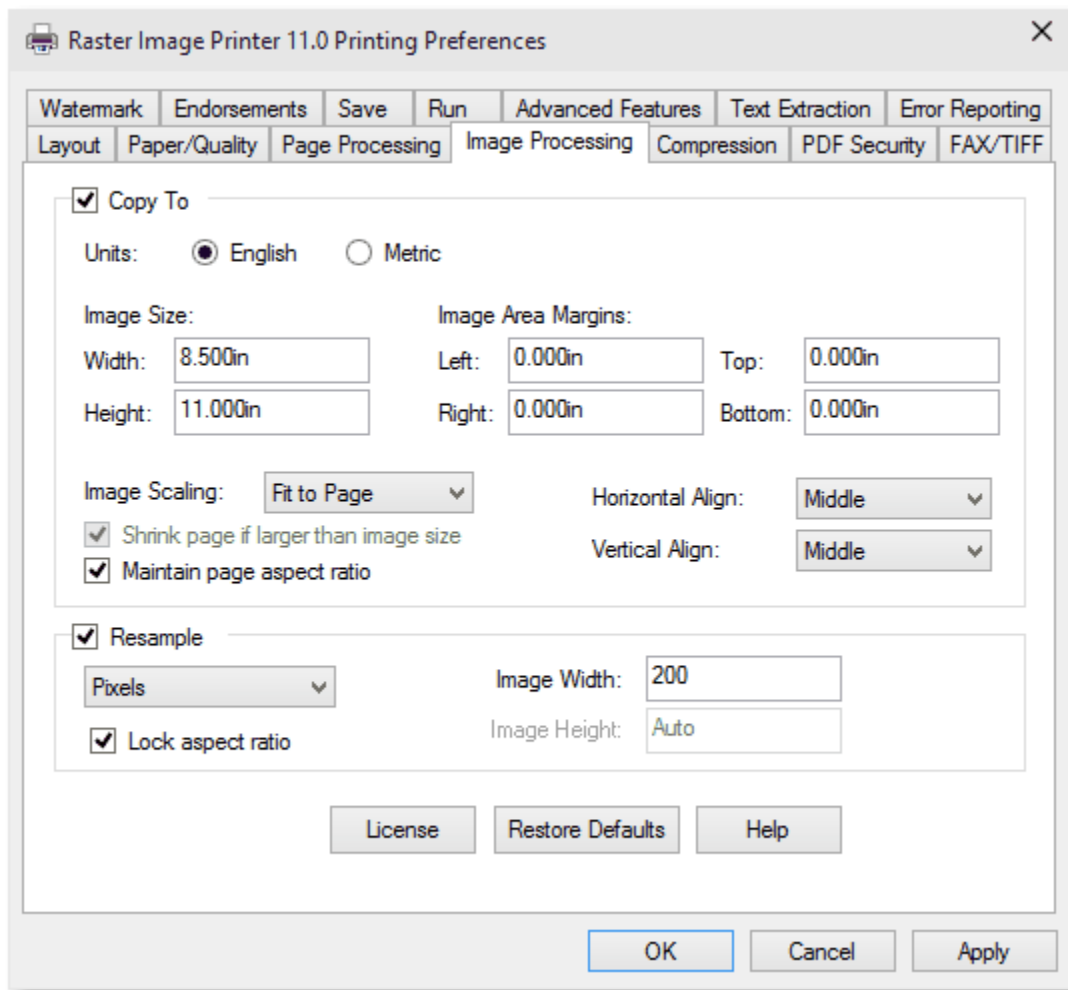 Raster Image Printer 11.0 Printing Preferences
Watermark Endorsements Save Run Advanced Features Text Extraction Error Reporting
Layout Paper/Quality Page Processing Image Processing Compression PDF Security FAX/TIFF
Copy To
Units: English Metric
Image Size: Image Area Margins:
Width: 8.500in Left: 0.000in Top: 0.000in
Height: 11.000in Right: 0.000in Bottom: 0.000in
Image Scaling: Fit to Page Horizontal Align: Middle
Shrink page if larger than image size
Vertical Align: Middle
Maintain page aspect ratio
Resample
Pixels Image Width: 200
Lock aspect ratio Image Height: Auto
License Restore Defaults Help
OK Cancel Apply